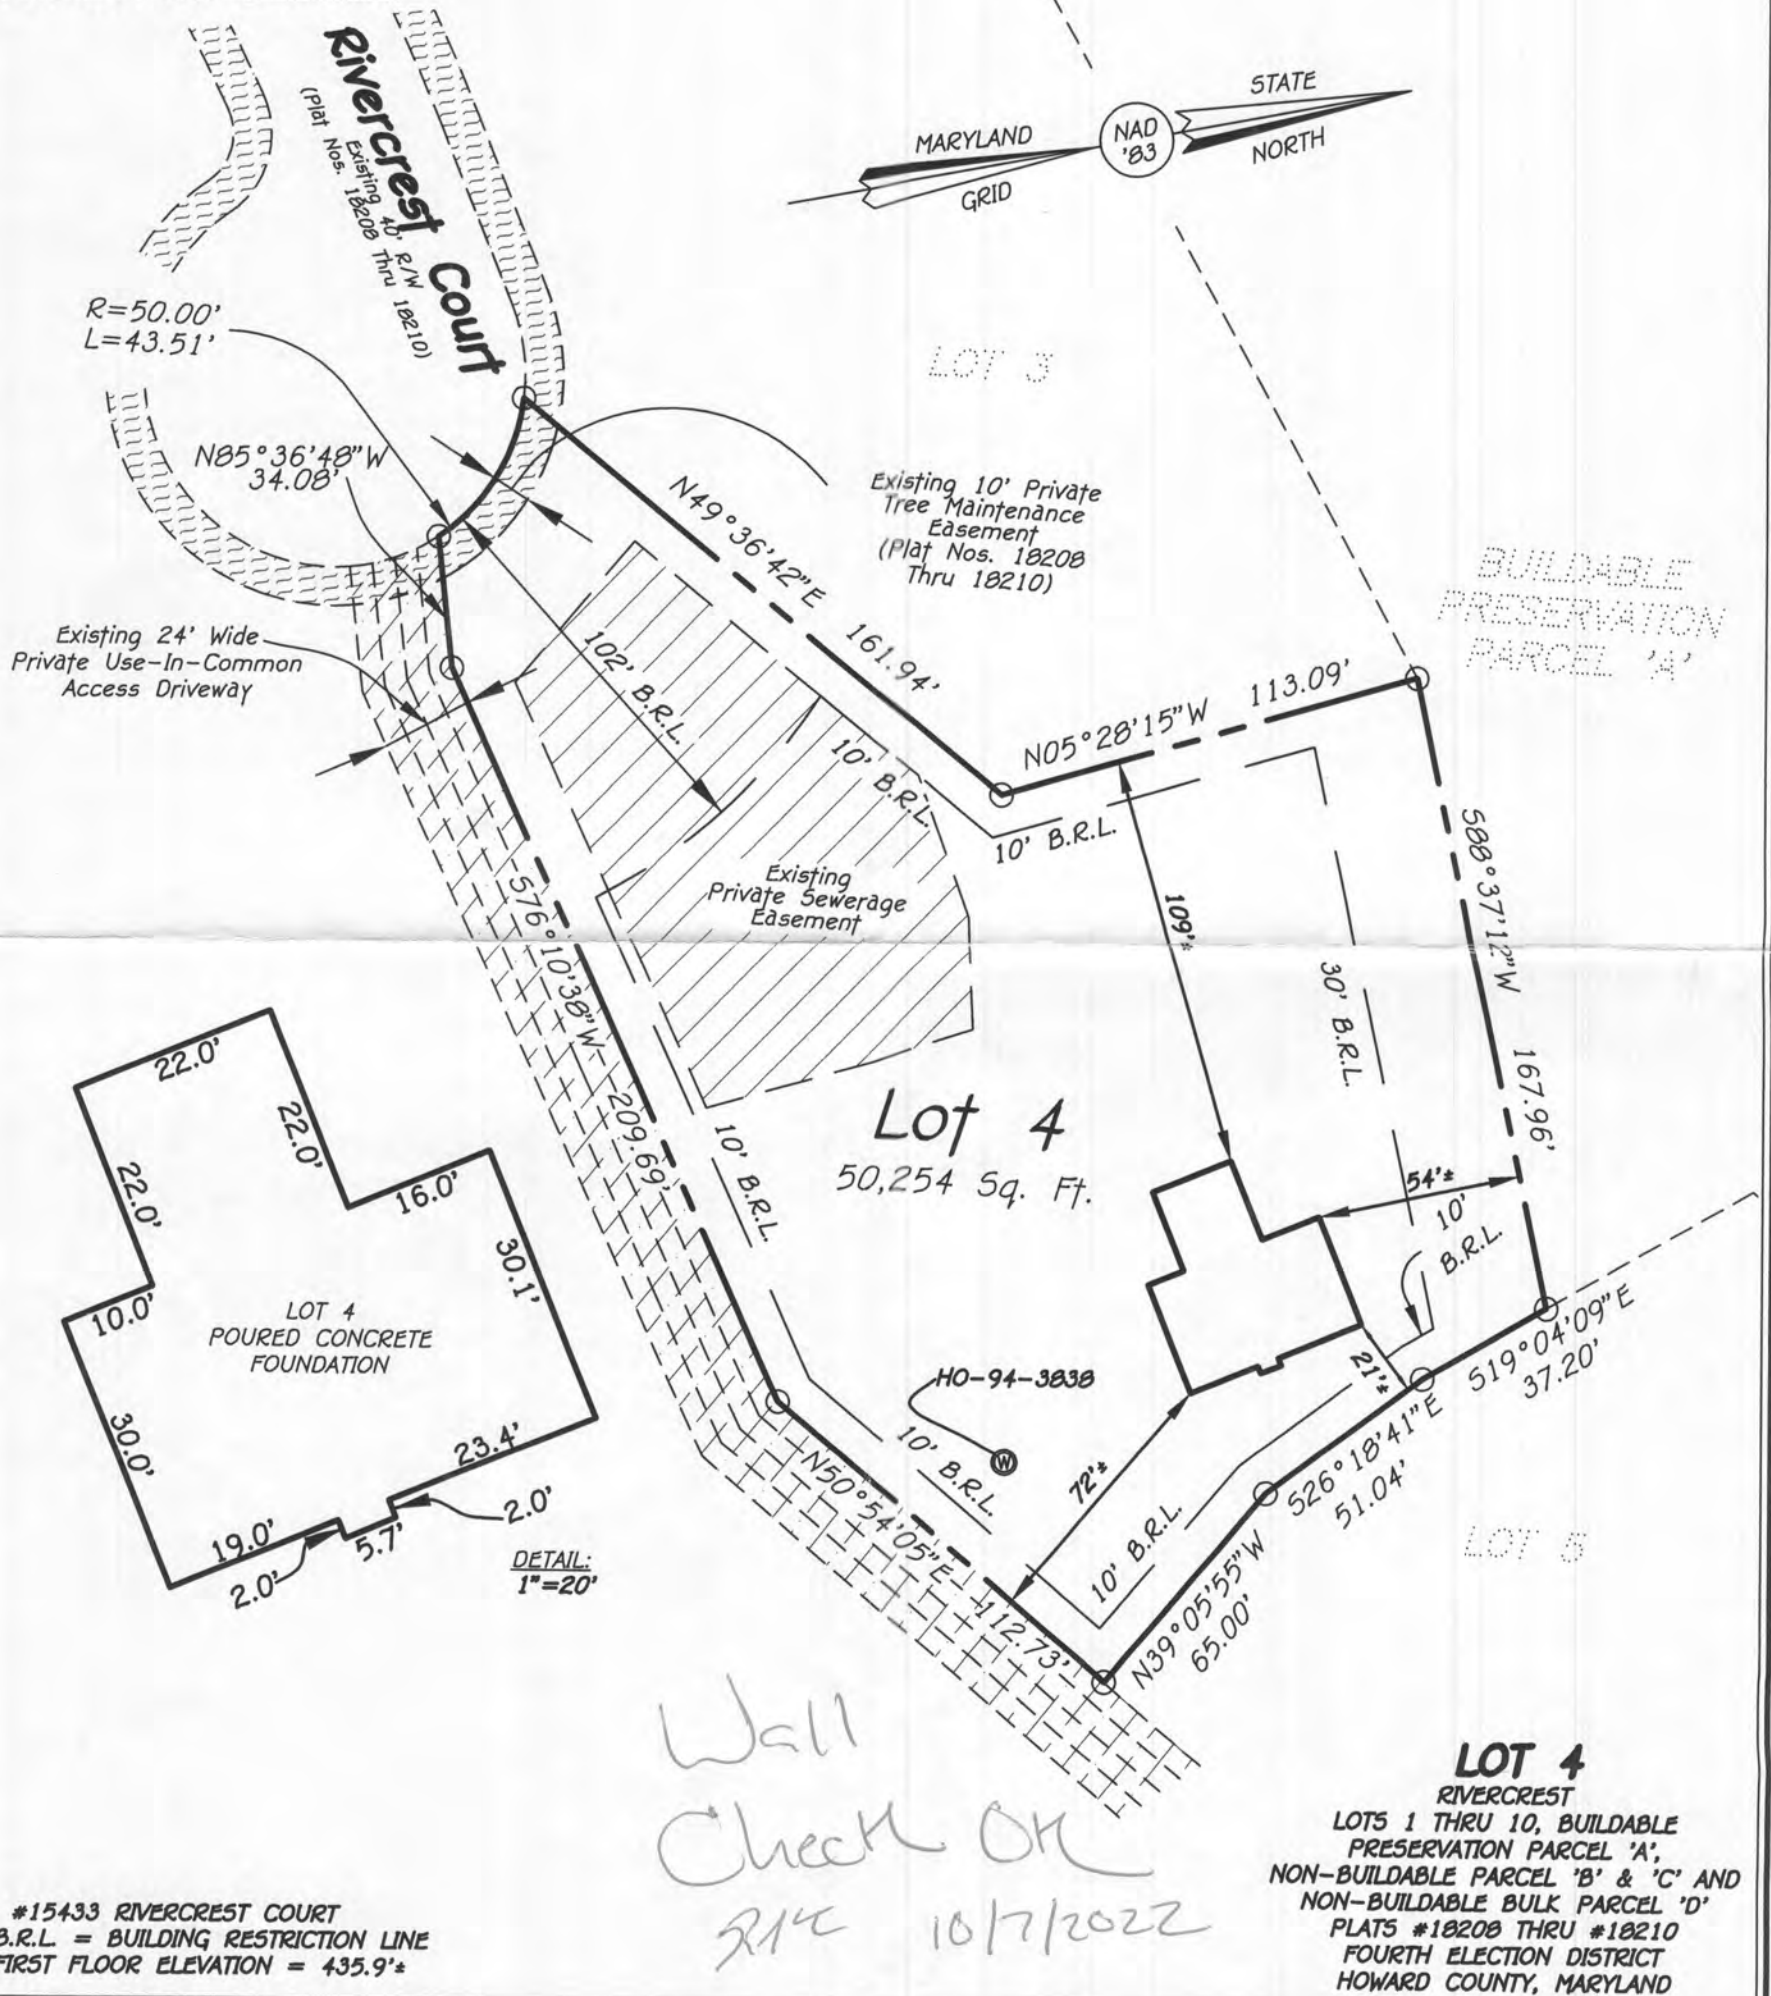 Rivercrest Court
Existing 40' R/W
(Plat Nos. 18208 Thru 18210)
MARYLAND
GRID
NAD
'83
STATE
NORTH
R=50.00'
L=43.51'
N85°36'48"W
34.08'
LOT 3
Existing 10' Private
Tree Maintenance
Easement
(Plat Nos. 18208
Thru 18210)
N49°36'42"E 161.94'
BUILDABLE
PRESERVATION
PARCEL 'A'
Existing 24' Wide
Private Use-In-Common
Access Driveway
102' B.R.L.
10' B.R.L.
N05°28'15"W 113.09'
10' B.R.L.
S88°37'12"W 167.96'
109'±
30' B.R.L.
Existing
Private Sewerage
Easement
S76°10'38"W 209.69'
10' B.R.L.
Lot 4
50,254 Sq. Ft.
54'±
10'
B.R.L.
S19°04'09"E
37.20'
21'±
S26°18'41"E
51.04'
HO-94-3838
W
10' B.R.L.
72'±
10' B.R.L.
N50°54'05"E 112.73'
N39°05'55"W
65.00'
LOT 5
22.0'
22.0'
22.0'
16.0'
30.1'
10.0'
LOT 4
POURED CONCRETE
FOUNDATION
30.0'
23.4'
2.0'
19.0'
5.7'
2.0'
DETAIL:
1"=20'
Wall
Check OK
10/7/2022
#15433 RIVERCREST COURT
B.R.L. = BUILDING RESTRICTION LINE
FIRST FLOOR ELEVATION = 435.9'±
LOT 4
RIVERCREST
LOTS 1 THRU 10, BUILDABLE
PRESERVATION PARCEL 'A',
NON-BUILDABLE PARCEL 'B' & 'C' AND
NON-BUILDABLE BULK PARCEL 'D'
PLATS #18208 THRU #18210
FOURTH ELECTION DISTRICT
HOWARD COUNTY, MARYLAND